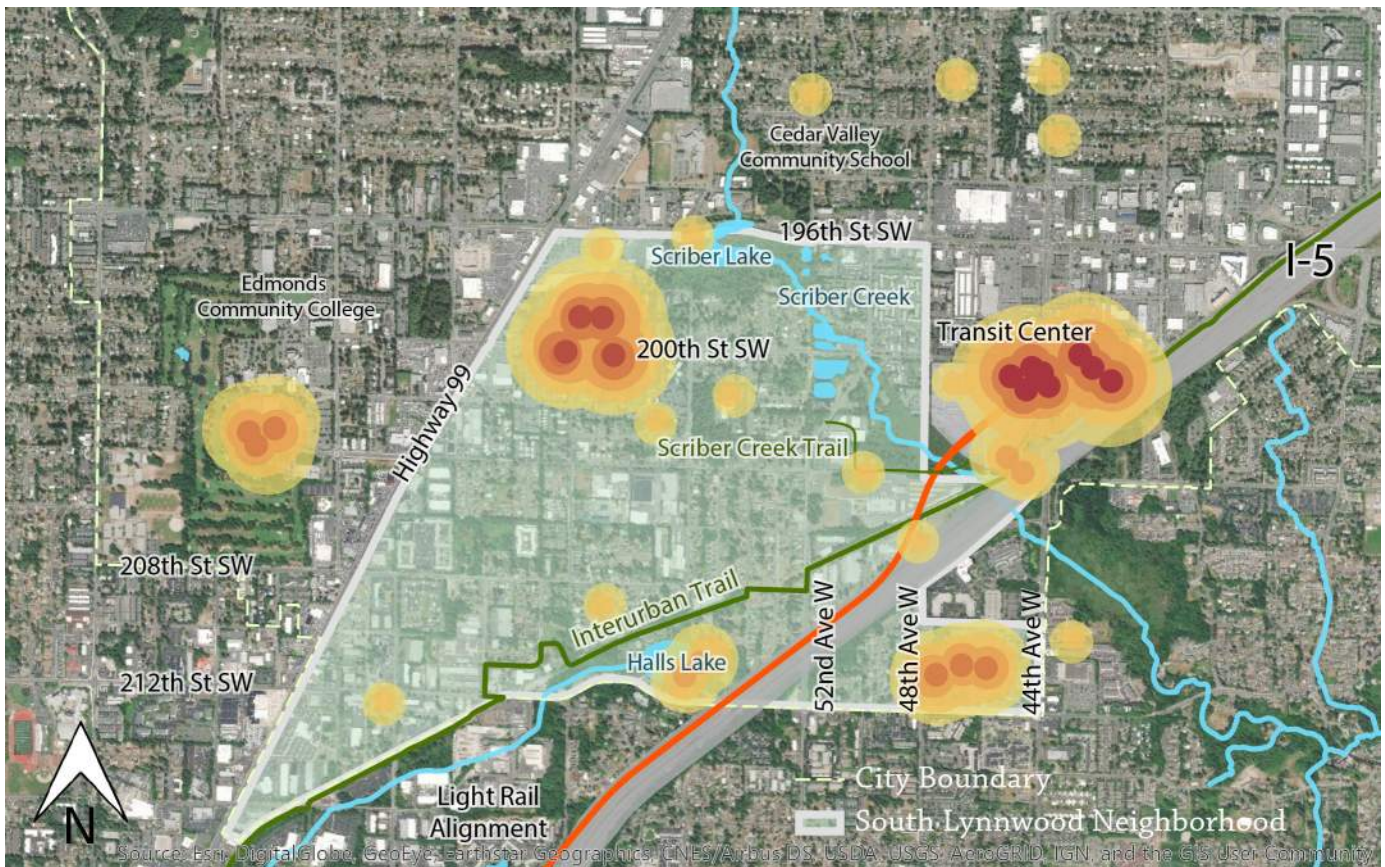 Cedar Valley
Community School
196th St SW
Scriber Lake
I-5
Edmonds
Community College
Scriber Creek
Transit Center
200th St SW
Highway 99
Scriber Creek Trail
208th St SW
Interurban Trail
52nd Ave W
48th Ave W
44th Ave W
Halls Lake
212th St SW
City Boundary
Light Rail
Alignment
South Lynnwood Neighborhood
N
Source: Esri, DigitalGlobe, GeoEye, Earthstar Geographics, CNES/Airbus DS, USDA, USGS, AeroGRID, IGN, and the GIS User Community